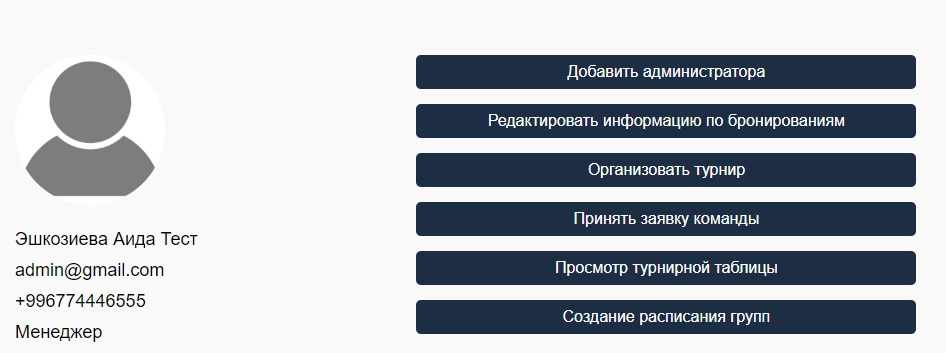 Эшкозиева Аида Тест
admin@gmail.com
+996774446555
Менеджер
Добавить администратора
Редактировать информацию по бронированиям
Организовать турнир
Принять заявку команды
Просмотр турнирной таблицы
Создание расписания групп